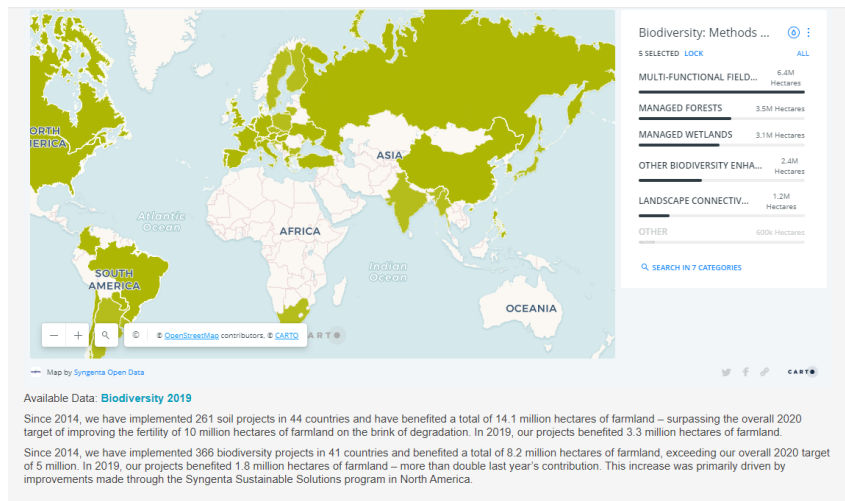 Biodiversity: Methods ...
5 SELECTED LOCK ALL
MULTI-FUNCTIONAL FIELD... 6.4M Hectares
MANAGED FORESTS 3.5M Hectares
MANAGED WETLANDS 3.1M Hectares
OTHER BIODIVERSITY ENHA... 2.4M Hectares
LANDSCAPE CONNECTIV... 1.2M Hectares
OTHER 600k Hectares
SEARCH IN 7 CATEGORIES
ORTH
IERICA
ASIA
Atlantic
Ocean
AFRICA
Indian
Ocean
SOUTH
AMERICA
OCEANIA
© © OpenStreetMap contributors, © CARTO
ARTO
Map by Syngenta Open Data
CARTO
Available Data: Biodiversity 2019
Since 2014, we have implemented 261 soil projects in 44 countries and have benefited a total of 14.1 million hectares of farmland – surpassing the overall 2020
target of improving the fertility of 10 million hectares of farmland on the brink of degradation. In 2019, our projects benefited 3.3 million hectares of farmland.
Since 2014, we have implemented 366 biodiversity projects in 41 countries and benefited a total of 8.2 million hectares of farmland, exceeding our overall 2020 target
of 5 million. In 2019, our projects benefited 1.8 million hectares of farmland – more than double last year's contribution. This increase was primarily driven by
improvements made through the Syngenta Sustainable Solutions program in North America.